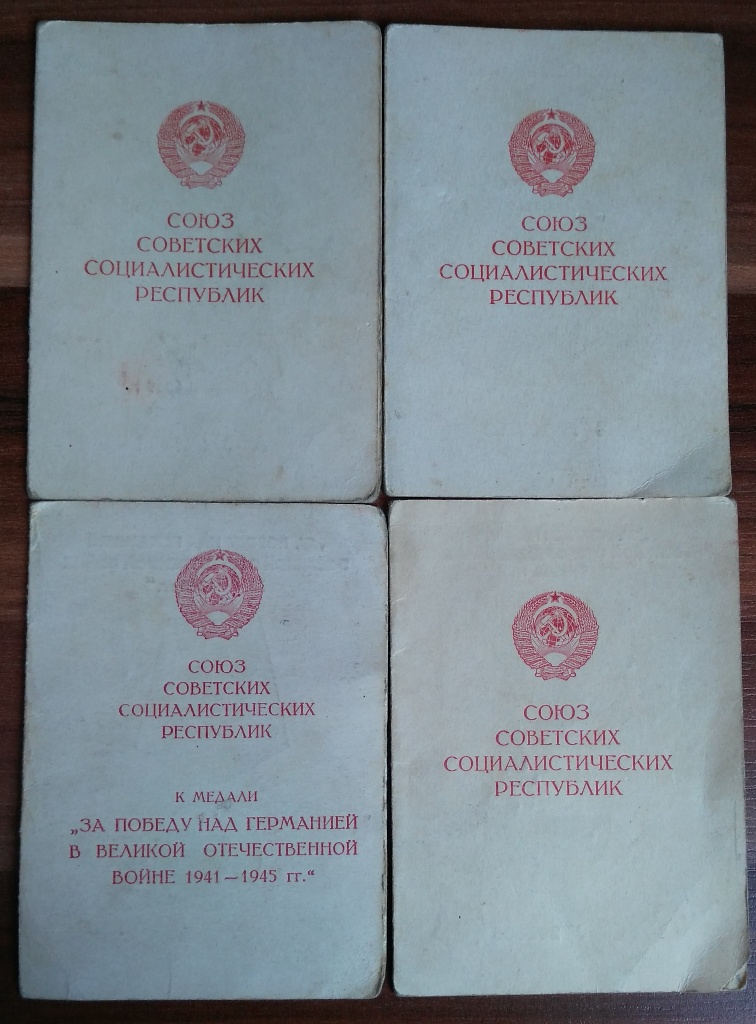 СОЮЗ
СОВЕТСКИХ
СОЦИАЛИСТИЧЕСКИХ
РЕСПУБЛИК
СОЮЗ
СОВЕТСКИХ
СОЦИАЛИСТИЧЕСКИХ
РЕСПУБЛИК
СОЮЗ
СОВЕТСКИХ
СОЦИАЛИСТИЧЕСКИХ
РЕСПУБЛИК
К МЕДАЛИ
„ЗА ПОБЕДУ НАД ГЕРМАНИЕЙ
В ВЕЛИКОЙ ОТЕЧЕСТВЕННОЙ
ВОЙНЕ 1941—1945 гг.“
СОЮЗ
СОВЕТСКИХ
СОЦИАЛИСТИЧЕСКИХ
РЕСПУБЛИК